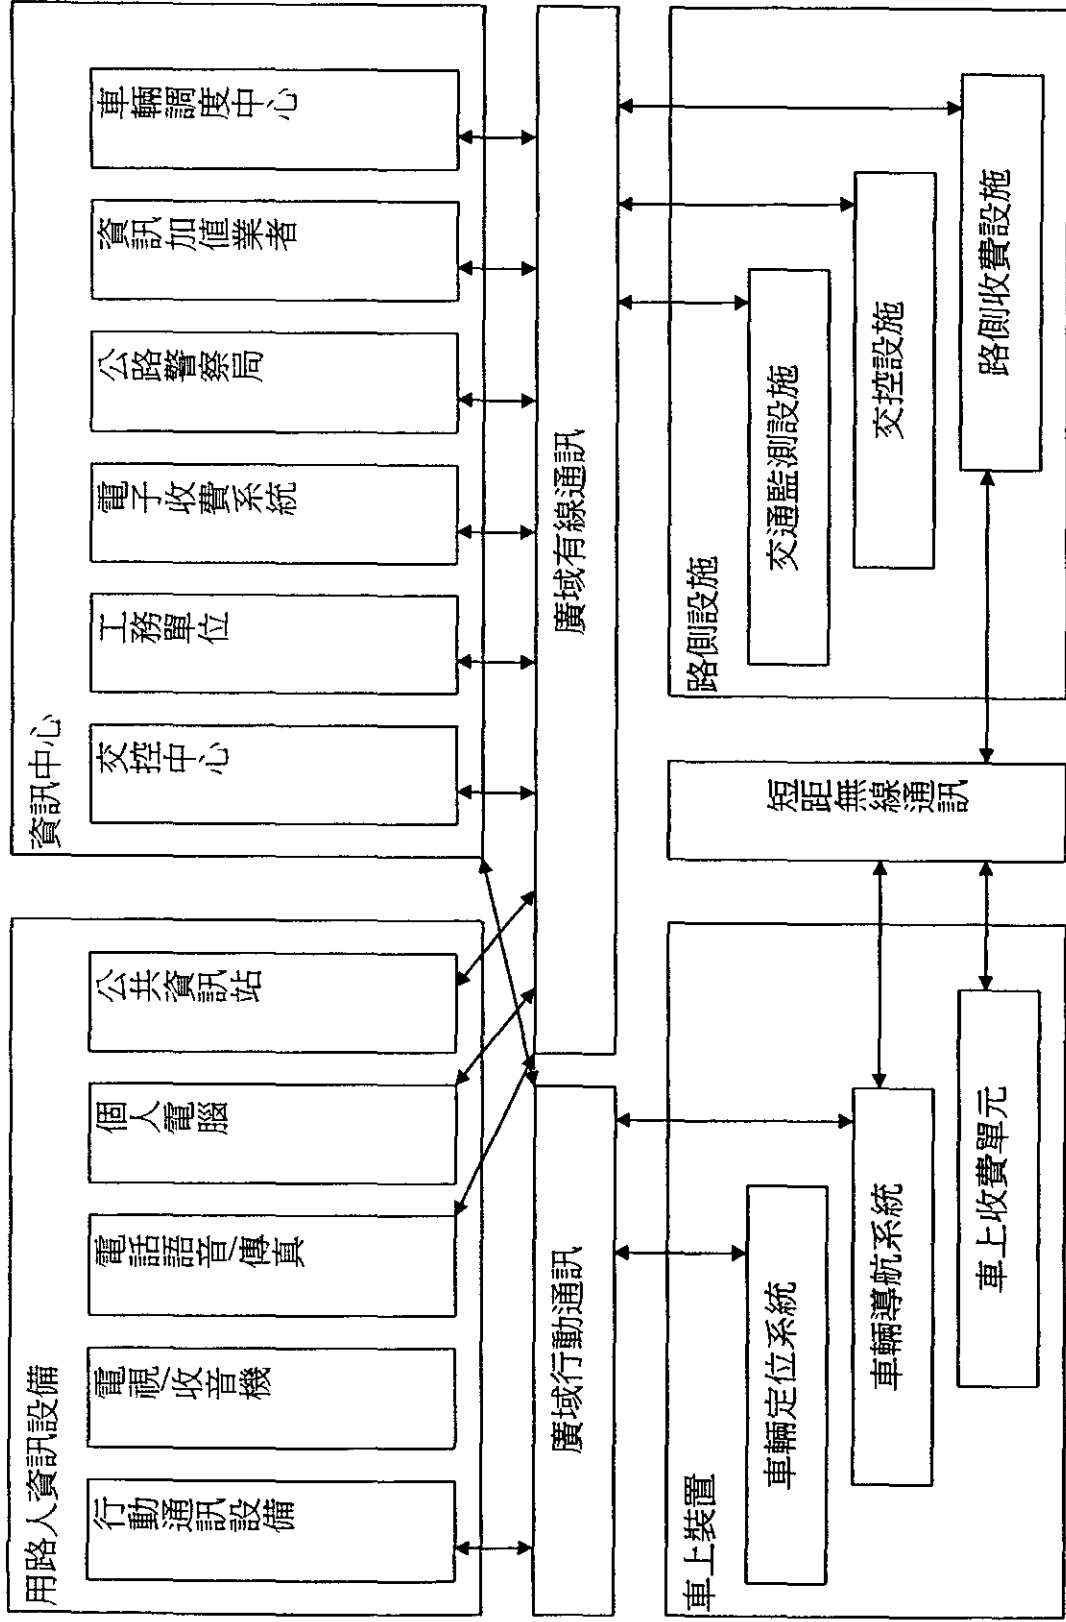 用路人資訊設備
行動通訊設備
電視/收音機
電話語音/傳真
個人電腦
公共資訊站
資訊中心
交控中心
工務單位
電子收費系統
公路警察局
資訊加值業者
車輛調度中心
廣域行動通訊
廣域有線通訊
車上裝置
車輛定位系統
車輛導航系統
車上收費單元
短距無線通訊
路側設施
交通監測設施
交控設施
路側收費設施